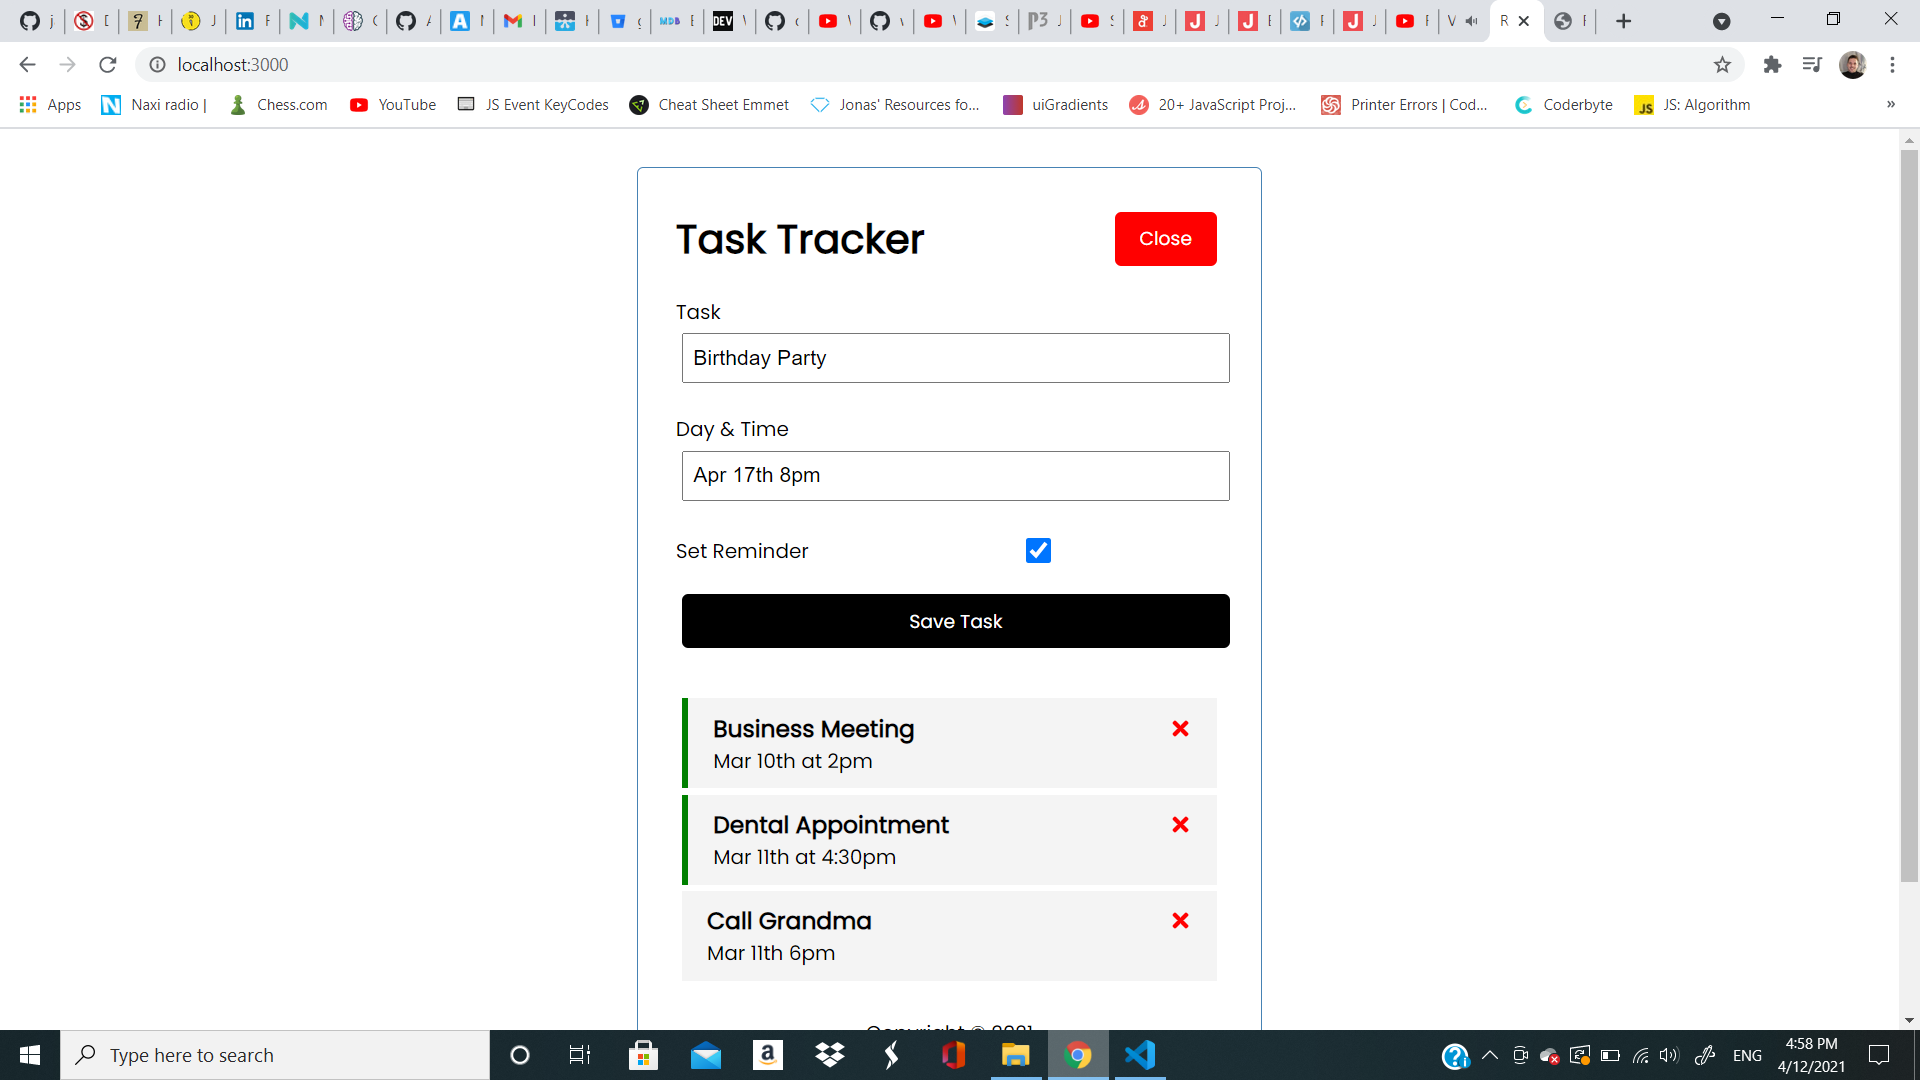 localhost:3000
Apps
Naxi radio |
Chess.com
YouTube
JS Event KeyCodes
Cheat Sheet Emmet
Jonas' Resources fo...
uiGradients
20+ JavaScript Proj...
Printer Errors | Cod...
Coderbyte
JS: Algorithm
»
Task Tracker
Close
Task
Birthday Party
Day & Time
Apr 17th 8pm
Set Reminder
Save Task
Business Meeting
Mar 10th at 2pm
Dental Appointment
Mar 11th at 4:30pm
Call Grandma
Mar 11th 6pm
Copyright © 2021
Type here to search
ENG
4:58 PM
4/12/2021